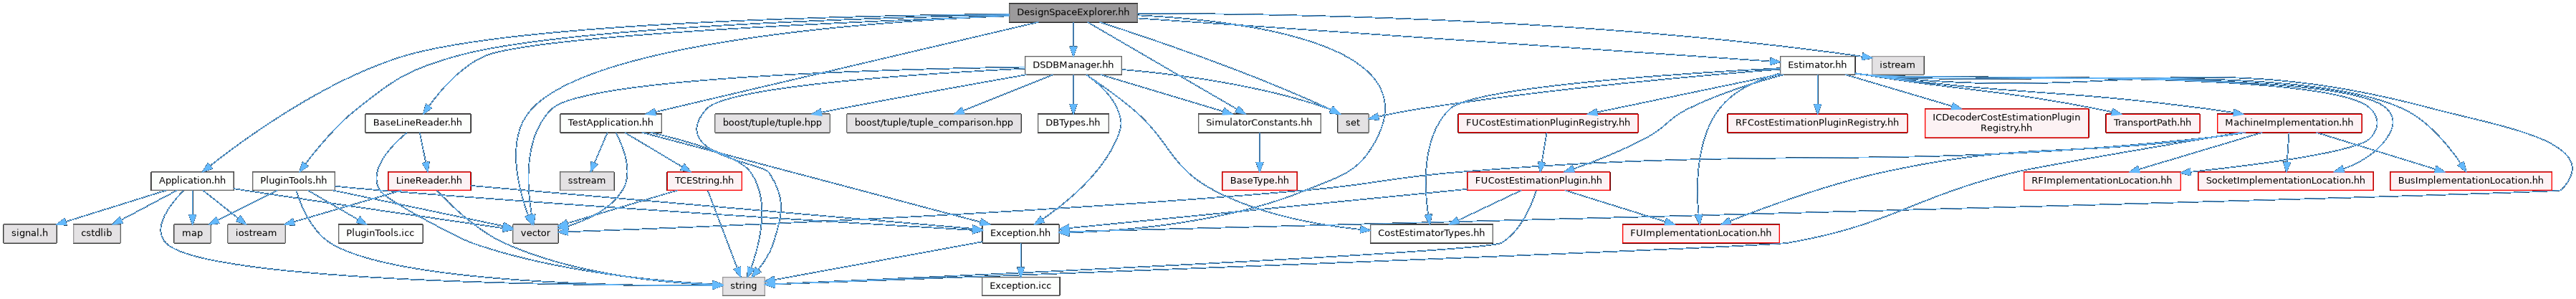 DesignSpaceExplorer.hh
DSDBManager.hh
Estimator.hh
istream
BaseLineReader.hh
TestApplication.hh
boost/tuple/tuple.hpp
boost/tuple/tuple_comparison.hpp
DBTypes.hh
SimulatorConstants.hh
set
FUCostEstimationPluginRegistry.hh
RFCostEstimationPluginRegistry.hh
ICDecoderCostEstimationPlugin
Registry.hh
TransportPath.hh
MachineImplementation.hh
Application.hh
PluginTools.hh
LineReader.hh
sstream
TCEString.hh
BaseType.hh
FUCostEstimationPlugin.hh
RFImplementationLocation.hh
SocketImplementationLocation.hh
BusImplementationLocation.hh
signal.h
cstdlib
map
iostream
PluginTools.icc
vector
Exception.hh
CostEstimatorTypes.hh
FUImplementationLocation.hh
string
Exception.icc